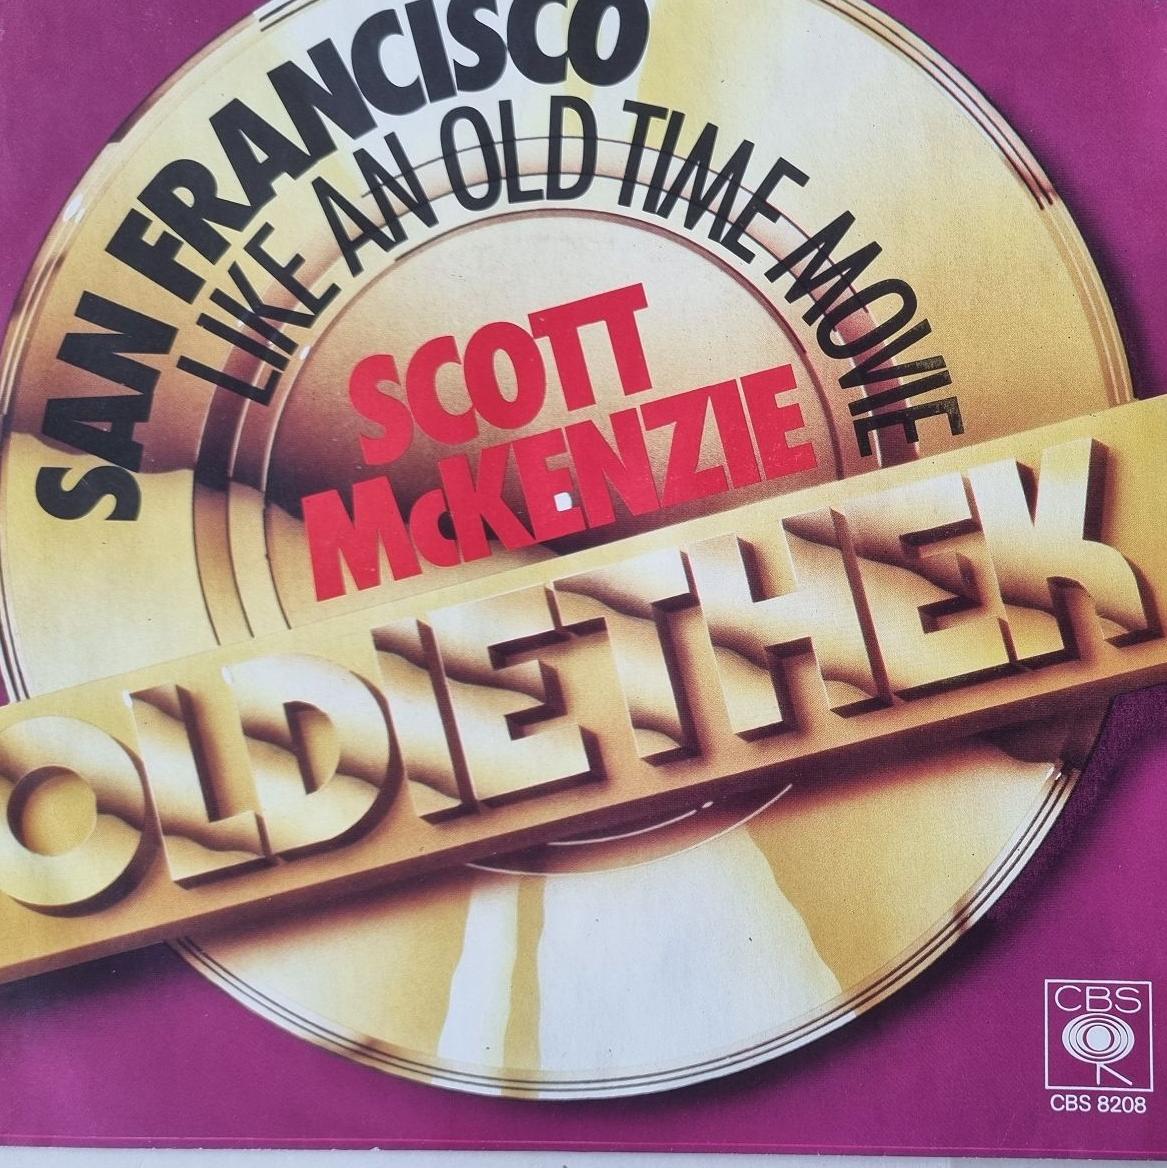 SAN FRANCISCO
LIKE AN OLD TIME MOVIE
SCOTT
McKENZIE
OLDIETHEK
CBS
CBS 8208